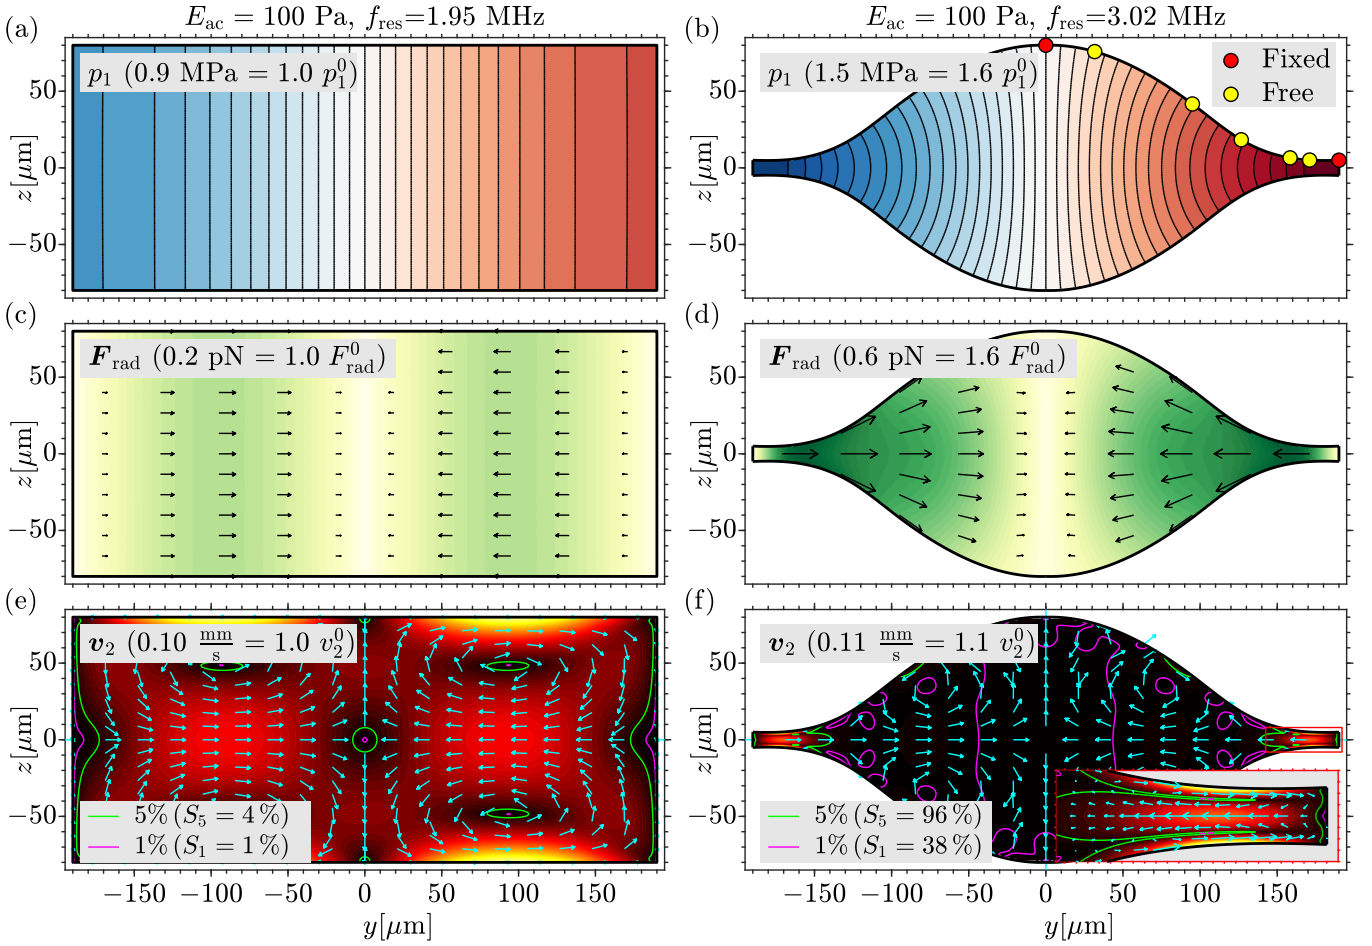 (a) E_ac = 100 Pa, f_res=1.95 MHz
(b) E_ac = 100 Pa, f_res=3.02 MHz
p_1 (0.9 MPa = 1.0 p_1^0)
z[μm]
50
0
−50
p_1 (1.5 MPa = 1.6 p_1^0)
Fixed
Free
z[μm]
50
0
−50
(c)
F_rad (0.2 pN = 1.0 F_rad^0)
z[μm]
50
0
−50
(d)
F_rad (0.6 pN = 1.6 F_rad^0)
z[μm]
50
0
−50
(e)
v_2 (0.10 mm/s = 1.0 v_2^0)
z[μm]
50
0
−50
5% (S_5 = 4 %)
1% (S_1 = 1 %)
−150 −100 −50 0 50 100 150
y[μm]
(f)
v_2 (0.11 mm/s = 1.1 v_2^0)
z[μm]
50
0
−50
5% (S_5 = 96 %)
1% (S_1 = 38 %)
−150 −100 −50 0 50 100 150
y[μm]